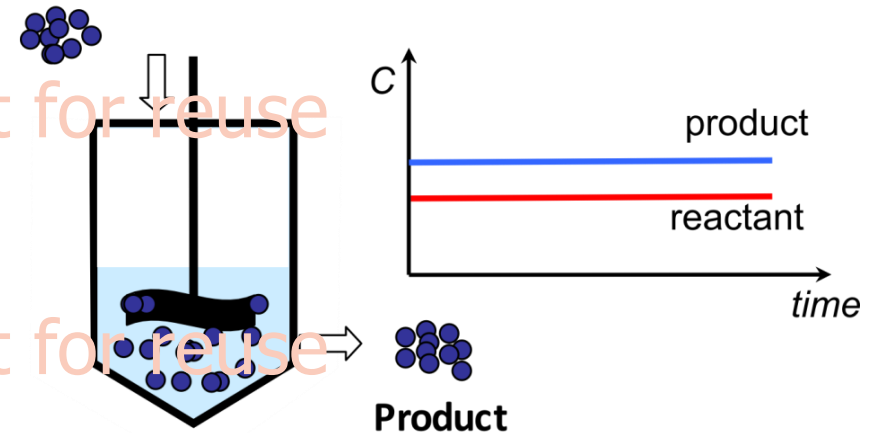 t for reuse
C
product
reactant
time
t for reuse
Product